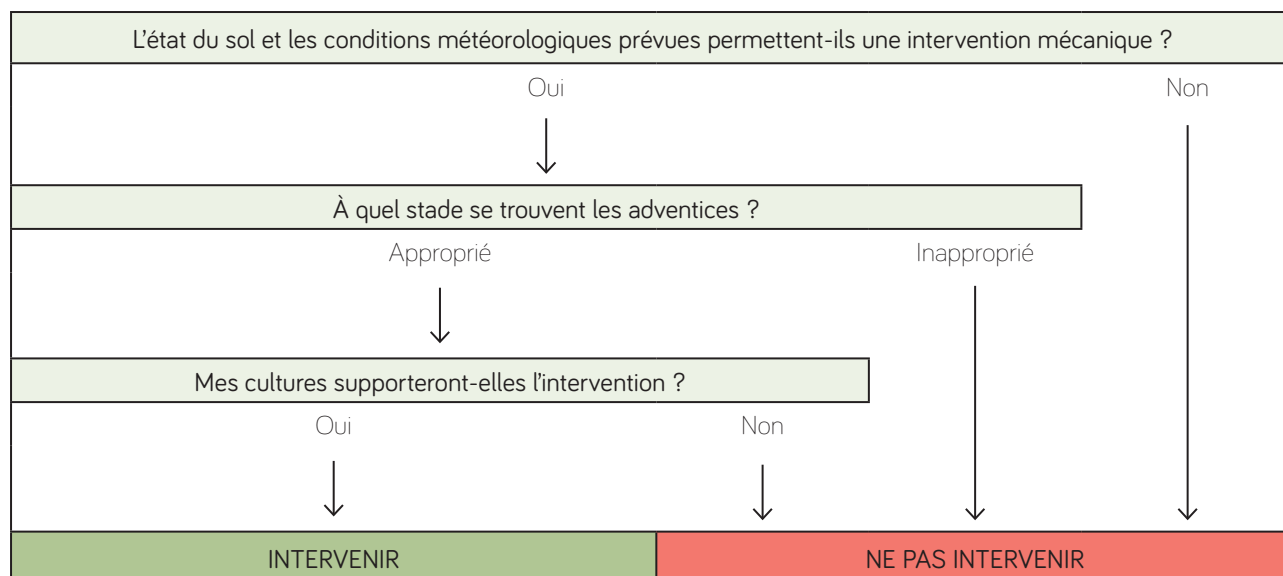 L’état du sol et les conditions météorologiques prévues permettent-ils une intervention mécanique ?
Oui
Non
À quel stade se trouvent les adventices ?
Approprié
Inapproprié
Mes cultures supporteront-elles l’intervention ?
Oui
Non
INTERVENIR
NE PAS INTERVENIR